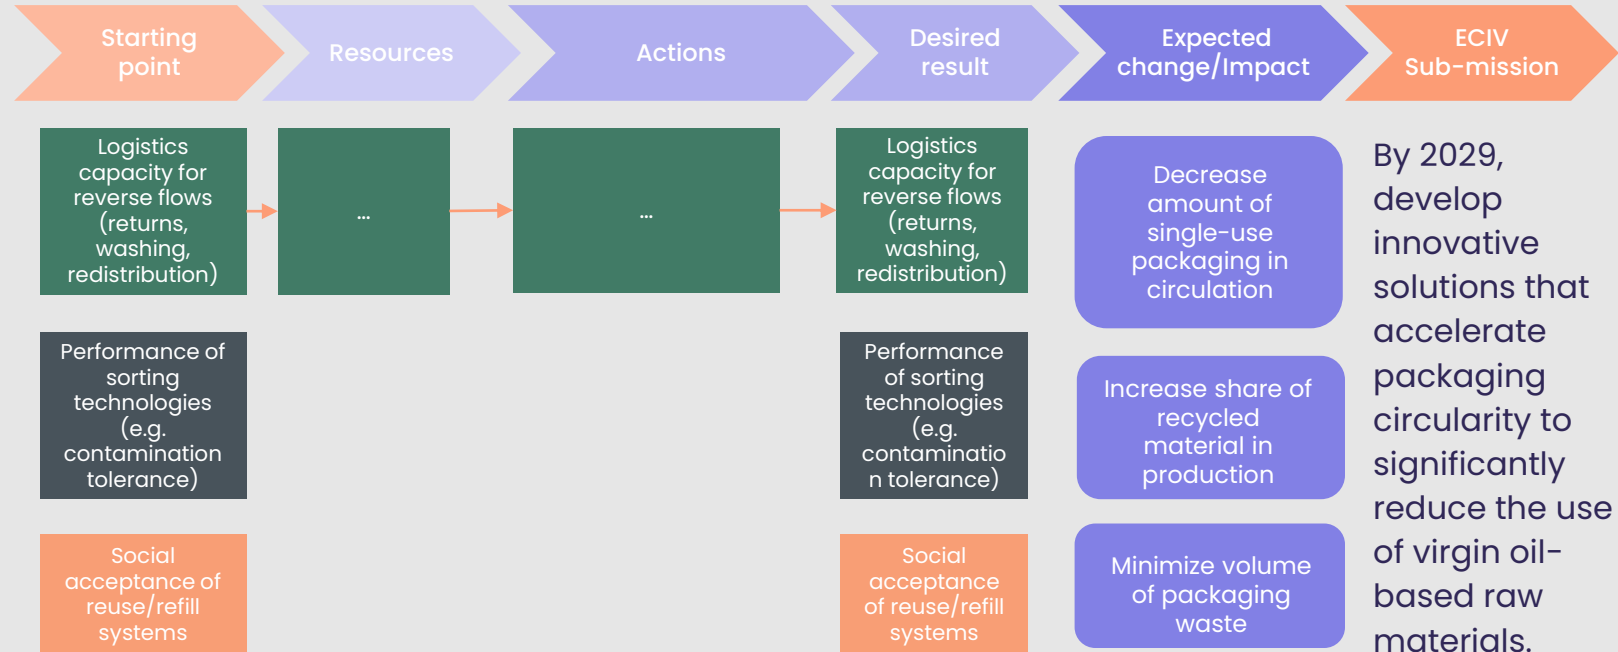 Starting
point
Resources
Actions
Desired
result
Expected
change/Impact
ECIV
Sub-mission
Logistics
capacity for
reverse flows
(returns,
washing,
redistribution)
...
...
Logistics
capacity for
reverse flows
(returns,
washing,
redistribution)
Decrease
amount of
single-use
packaging in
circulation
Performance of
sorting
technologies
(e.g.
contamination
tolerance)
Performance
of sorting
technologies
(e.g.
contaminatio
n tolerance)
Increase share of
recycled
material in
production
Social
acceptance of
reuse/refill
systems
Social
acceptance
of reuse/refill
systems
Minimize volume
of packaging
waste
By 2029,
develop
innovative
solutions that
accelerate
packaging
circularity to
significantly
reduce the use
of virgin oil-
based raw
materials.